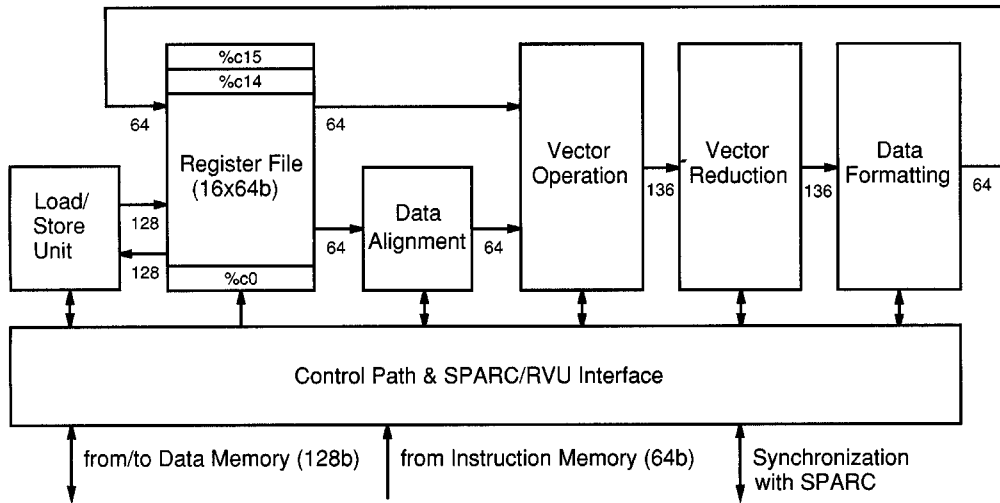 %c15
%c14
64
64
Register File
(16x64b)
Vector
Operation
Vector
Reduction
Data
Formatting
136
136
64
Load/
Store
Unit
128
128
64
Data
Alignment
64
%c0
Control Path & SPARC/RVU Interface
from/to Data Memory (128b)
from Instruction Memory (64b)
Synchronization
with SPARC